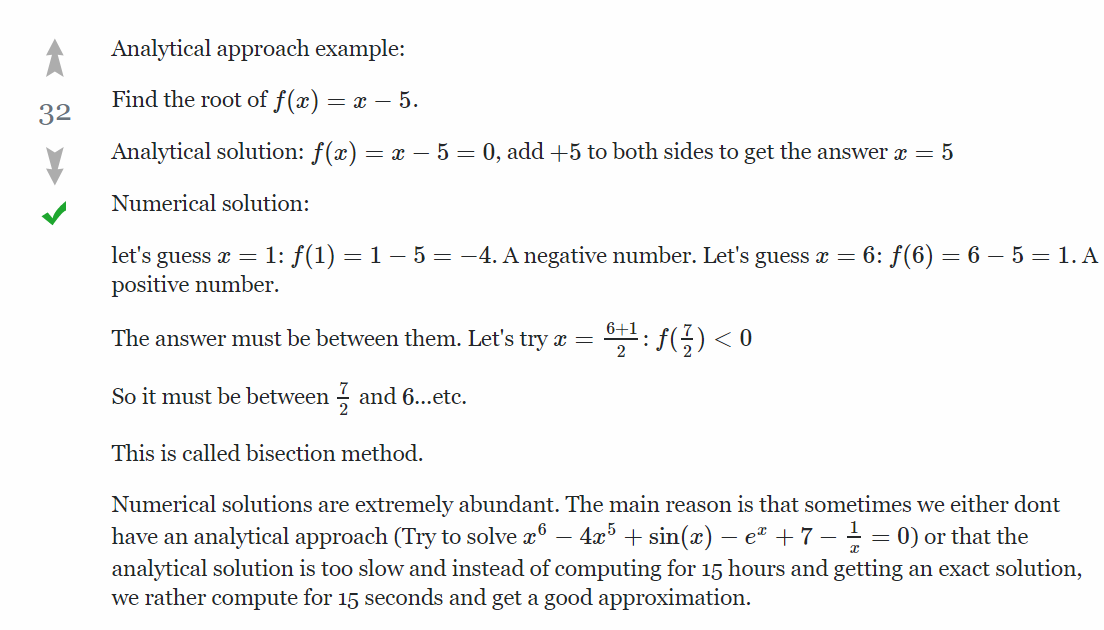 Analytical approach example:
32
Find the root of f(x) = x − 5.
Analytical solution: f(x) = x − 5 = 0, add +5 to both sides to get the answer x = 5
Numerical solution:
let's guess x = 1: f(1) = 1 − 5 = −4. A negative number. Let's guess x = 6: f(6) = 6 − 5 = 1. A
positive number.
The answer must be between them. Let's try x = \frac{6+1}{2}: f(\frac{7}{2}) < 0
So it must be between \frac{7}{2} and 6...etc.
This is called bisection method.
Numerical solutions are extremely abundant. The main reason is that sometimes we either dont
have an analytical approach (Try to solve x^6 − 4x^5 + sin(x) − e^x + 7 − \frac{1}{x} = 0) or that the
analytical solution is too slow and instead of computing for 15 hours and getting an exact solution,
we rather compute for 15 seconds and get a good approximation.